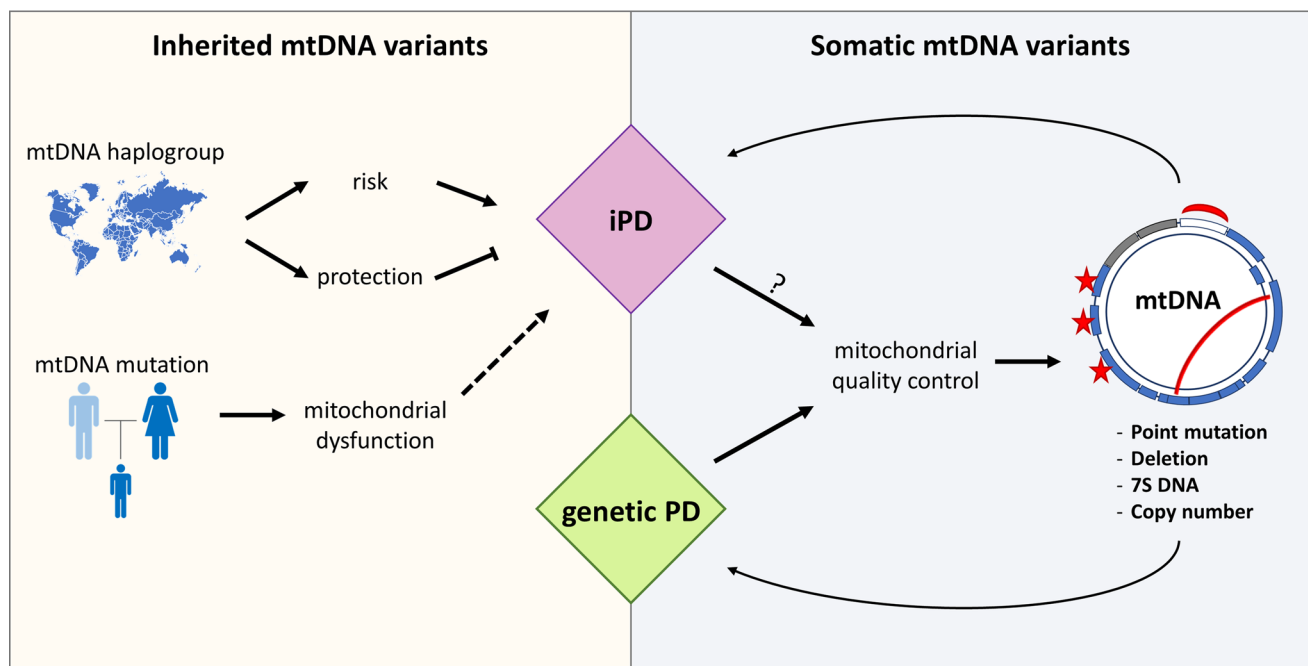 Inherited mtDNA variants
mtDNA haplogroup
risk
protection
mtDNA mutation
mitochondrial
dysfunction
iPD
genetic PD
Somatic mtDNA variants
?
mitochondrial
quality control
mtDNA
- Point mutation
- Deletion
- 7S DNA
- Copy number